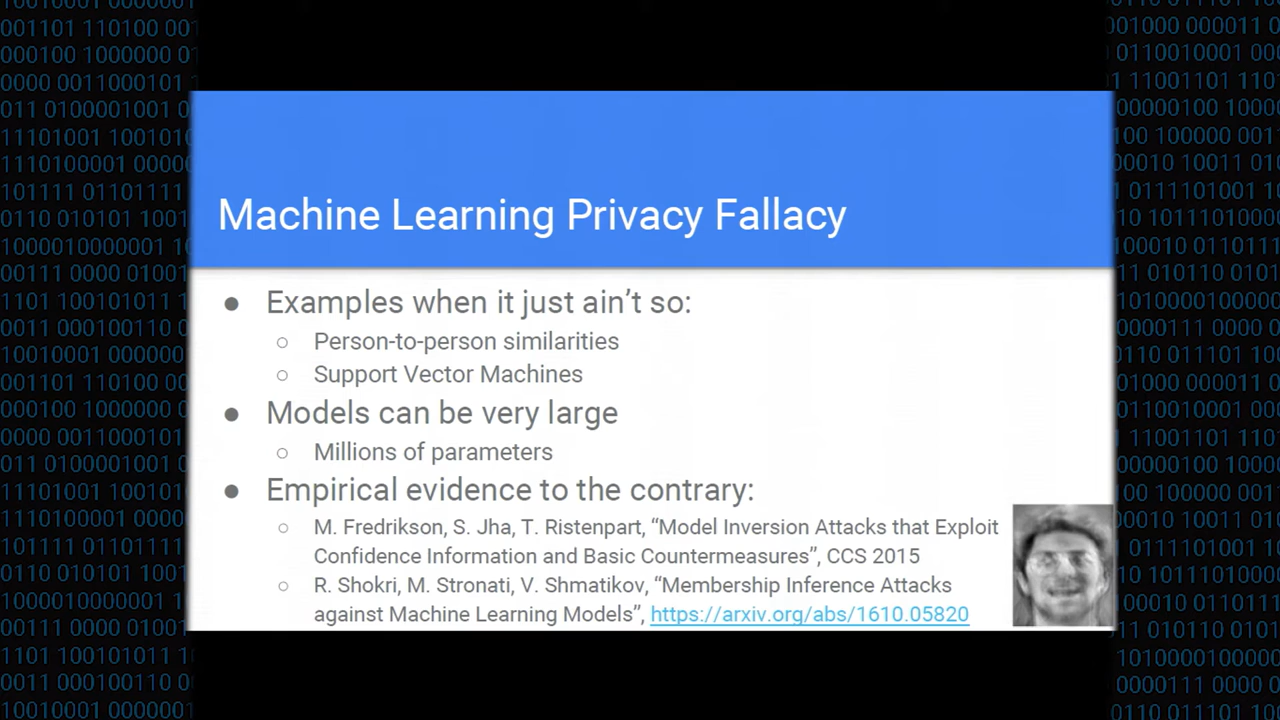 Machine Learning Privacy Fallacy
● Examples when it just ain't so:
○ Person-to-person similarities
○ Support Vector Machines
● Models can be very large
○ Millions of parameters
● Empirical evidence to the contrary:
○ M. Fredrikson, S. Jha, T. Ristenpart, “Model Inversion Attacks that Exploit
Confidence Information and Basic Countermeasures”, CCS 2015
○ R. Shokri, M. Stronati, V. Shmatikov, “Membership Inference Attacks
against Machine Learning Models”, https://arxiv.org/abs/1610.05820